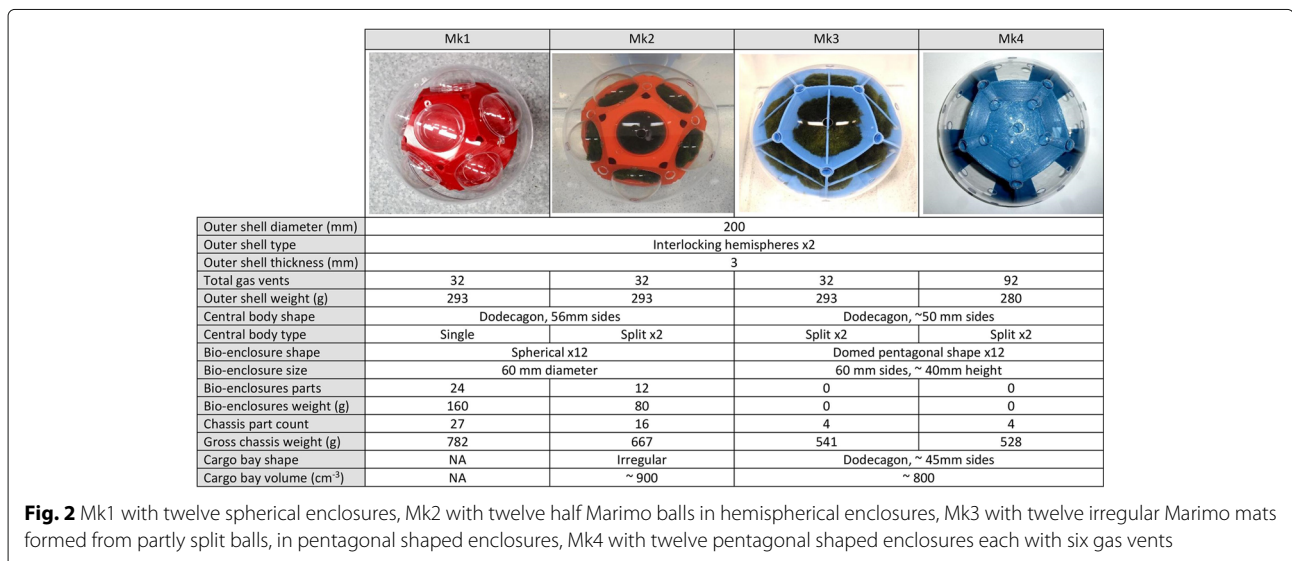 Mk1 Mk2 Mk3 Mk4
Outer shell diameter (mm) 200
Outer shell type Interlocking hemispheres x2
Outer shell thickness (mm) 3
Total gas vents 32 32 32 92
Outer shell weight (g) 293 293 293 280
Central body shape Dodecagon, 56mm sides Dodecagon, ~50 mm sides
Central body type Single Split x2 Split x2 Split x2
Bio-enclosure shape Spherical x12 Domed pentagonal shape x12
Bio-enclosure size 60 mm diameter 60 mm sides, ~ 40mm height
Bio-enclosures parts 24 12 0 0
Bio-enclosures weight (g) 160 80 0 0
Chassis part count 27 16 4 4
Gross chassis weight (g) 782 667 541 528
Cargo bay shape NA Irregular Dodecagon, ~ 45mm sides
Cargo bay volume (cm⁻³) NA ~ 900 ~ 800
Fig. 2 Mk1 with twelve spherical enclosures, Mk2 with twelve half Marimo balls in hemispherical enclosures, Mk3 with twelve irregular Marimo mats
formed from partly split balls, in pentagonal shaped enclosures, Mk4 with twelve pentagonal shaped enclosures each with six gas vents